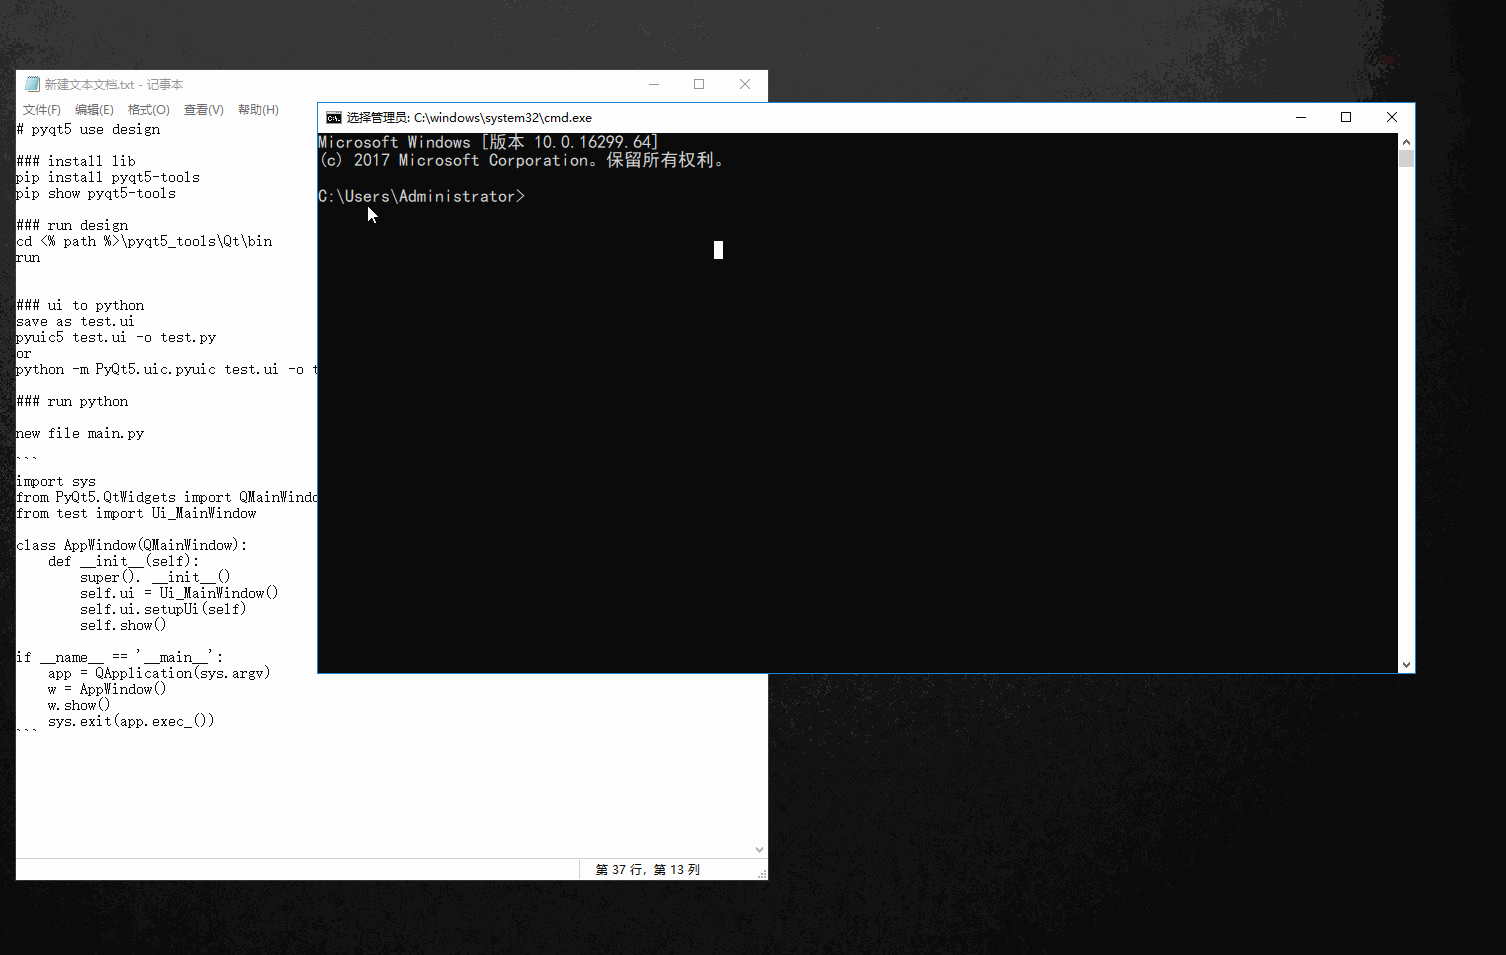 新建文本文档.txt - 记事本
文件(F) 编辑(E) 格式(O) 查看(V) 帮助(H)
# pyqt5 use design
### install lib
pip install pyqt5-tools
pip show pyqt5-tools
### run design
cd <% path %>\pyqt5_tools\Qt\bin
run
### ui to python
save as test.ui
pyuic5 test.ui -o test.py
or
python -m PyQt5.uic.pyuic test.ui -o t
### run python
new file main.py
```
import sys
from PyQt5.QtWidgets import QMainWindo
from test import Ui_MainWindow
class AppWindow(QMainWindow):
    def __init__(self):
        super(). __init__()
        self.ui = Ui_MainWindow()
        self.ui.setupUi(self)
        self.show()
if __name__ == '__main__':
    app = QApplication(sys.argv)
    w = AppWindow()
    w.show()
    sys.exit(app.exec_())
```
第 37 行，第 13 列
选择管理员: C:\windows\system32\cmd.exe
Microsoft Windows [版本 10.0.16299.64]
(c) 2017 Microsoft Corporation。保留所有权利。
C:\Users\Administrator>